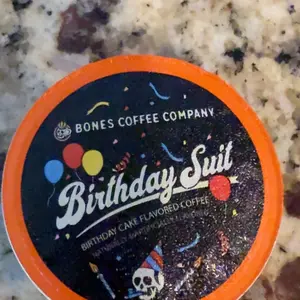 BONES COFFEE COMPANY
Birthday Suit
BIRTHDAY CAKE FLAVORED COFFEE